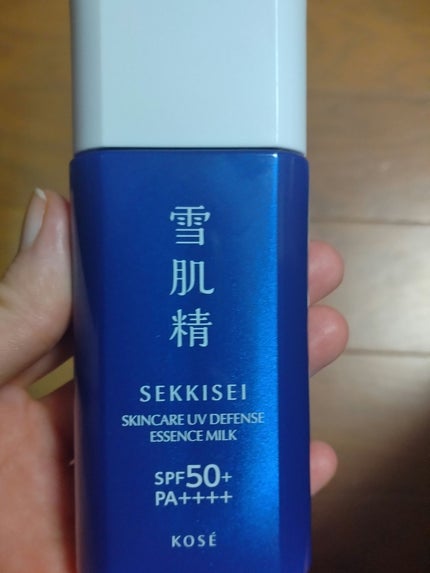 雪肌精
SEKKISEI
SKINCARE UV DEFENSE
ESSENCE MILK
SPF50+
PA++++
KOSÉ